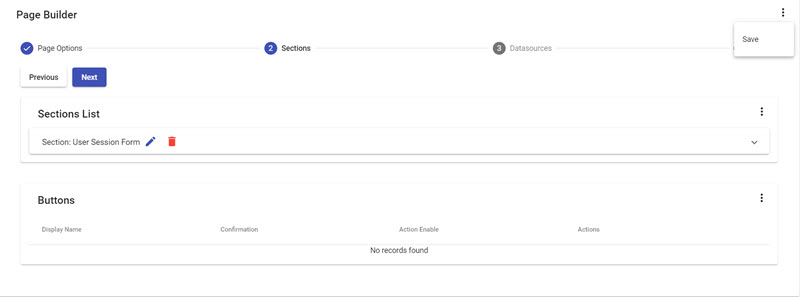 Page Builder
Save
Page Options
2 Sections
3 Datasources
Previous
Next
Sections List
Section: User Session Form
Buttons
Display Name Confirmation Action Enable Actions
No records found